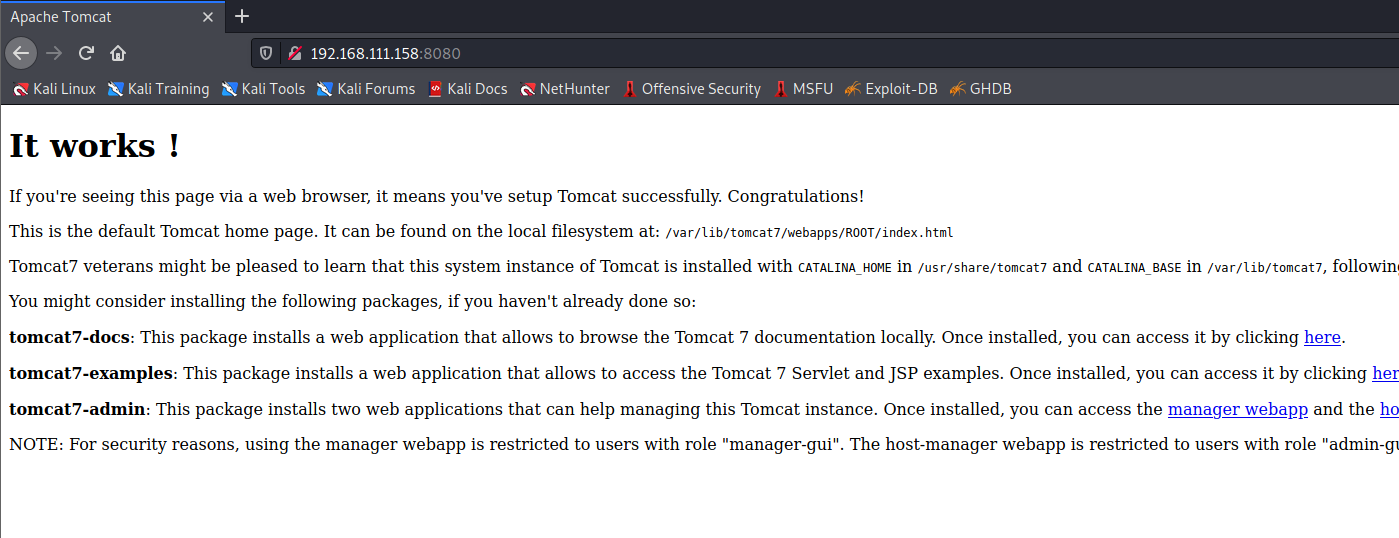 Apache Tomcat
192.168.111.158:8080
Kali Linux Kali Training Kali Tools Kali Forums Kali Docs NetHunter Offensive Security MSFU Exploit-DB GHDB
It works !
If you're seeing this page via a web browser, it means you've setup Tomcat successfully. Congratulations!
This is the default Tomcat home page. It can be found on the local filesystem at: /var/lib/tomcat7/webapps/ROOT/index.html
Tomcat7 veterans might be pleased to learn that this system instance of Tomcat is installed with CATALINA_HOME in /usr/share/tomcat7 and CATALINA_BASE in /var/lib/tomcat7, following
You might consider installing the following packages, if you haven't already done so:
tomcat7-docs: This package installs a web application that allows to browse the Tomcat 7 documentation locally. Once installed, you can access it by clicking here.
tomcat7-examples: This package installs a web application that allows to access the Tomcat 7 Servlet and JSP examples. Once installed, you can access it by clicking
tomcat7-admin: This package installs two web applications that can help managing this Tomcat instance. Once installed, you can access the manager webapp and the
NOTE: For security reasons, using the manager webapp is restricted to users with role "manager-gui". The host-manager webapp is restricted to users with role